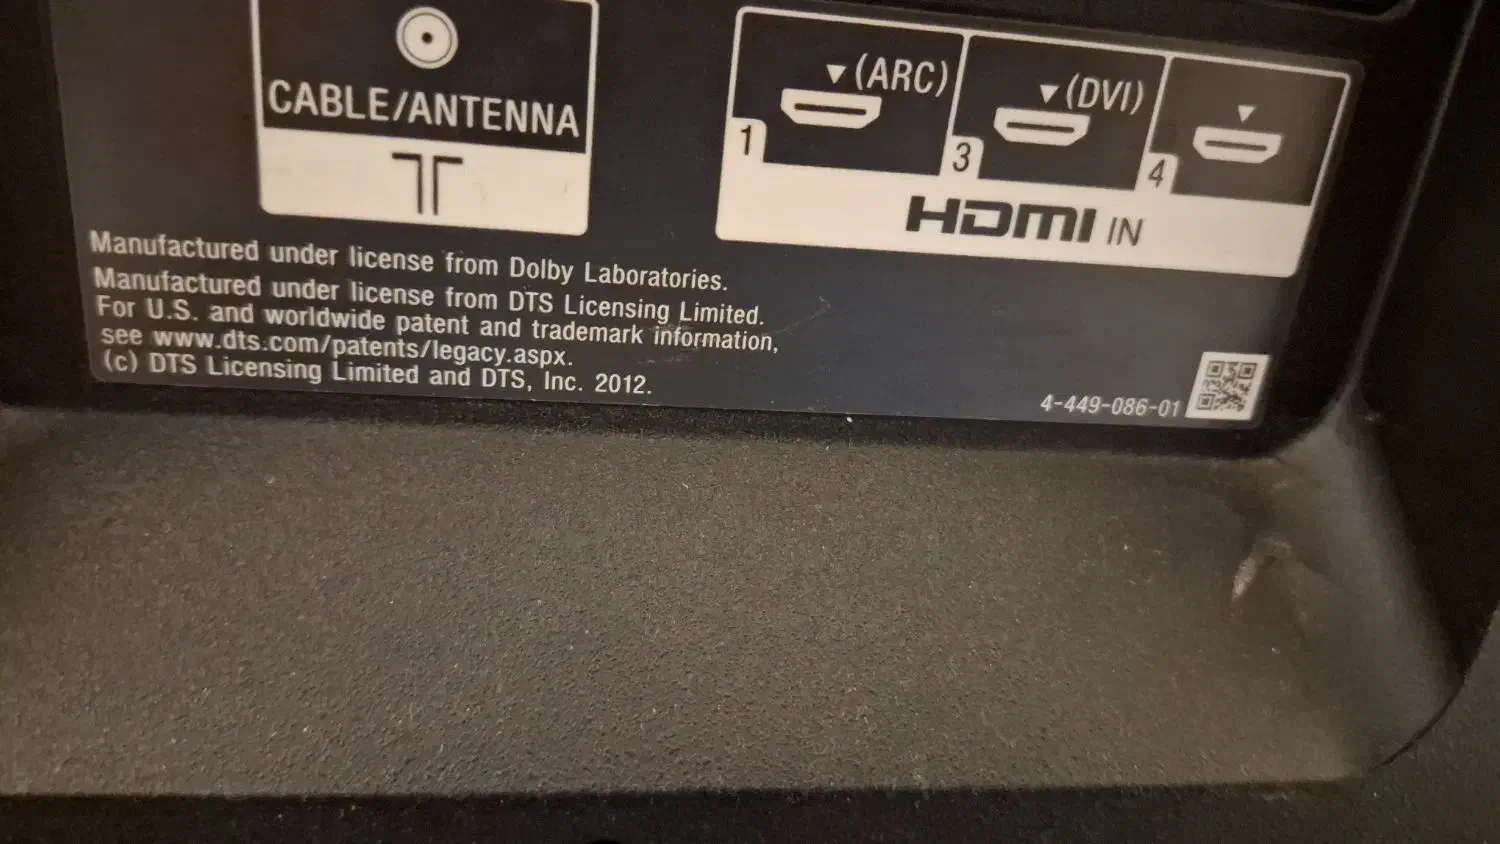 CABLE/ANTENNA
▼(ARC)
▼(DVI)
▼
1
3
4
HDMI IN
Manufactured under license from Dolby Laboratories.
Manufactured under license from DTS Licensing Limited.
For U.S. and worldwide patent and trademark information,
see www.dts.com/patents/legacy.aspx.
(c) DTS Licensing Limited and DTS, Inc. 2012.
4-449-086-01